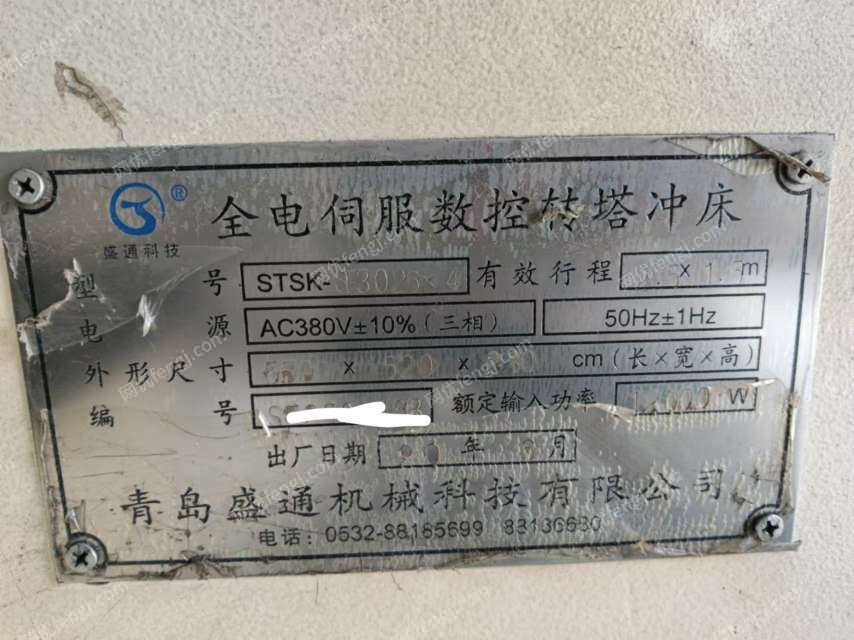 盛通科技 ® 全电伺服数控转塔冲床
型号 STSK- 有效行程 × m
电源 AC380V±10%(三相) 50Hz±1Hz
外形尺寸 × × cm(长×宽×高)
编号 额定输入功率 W
出厂日期 年 月
青岛盛通机械科技有限公司
电话:0532-88185699 88136680